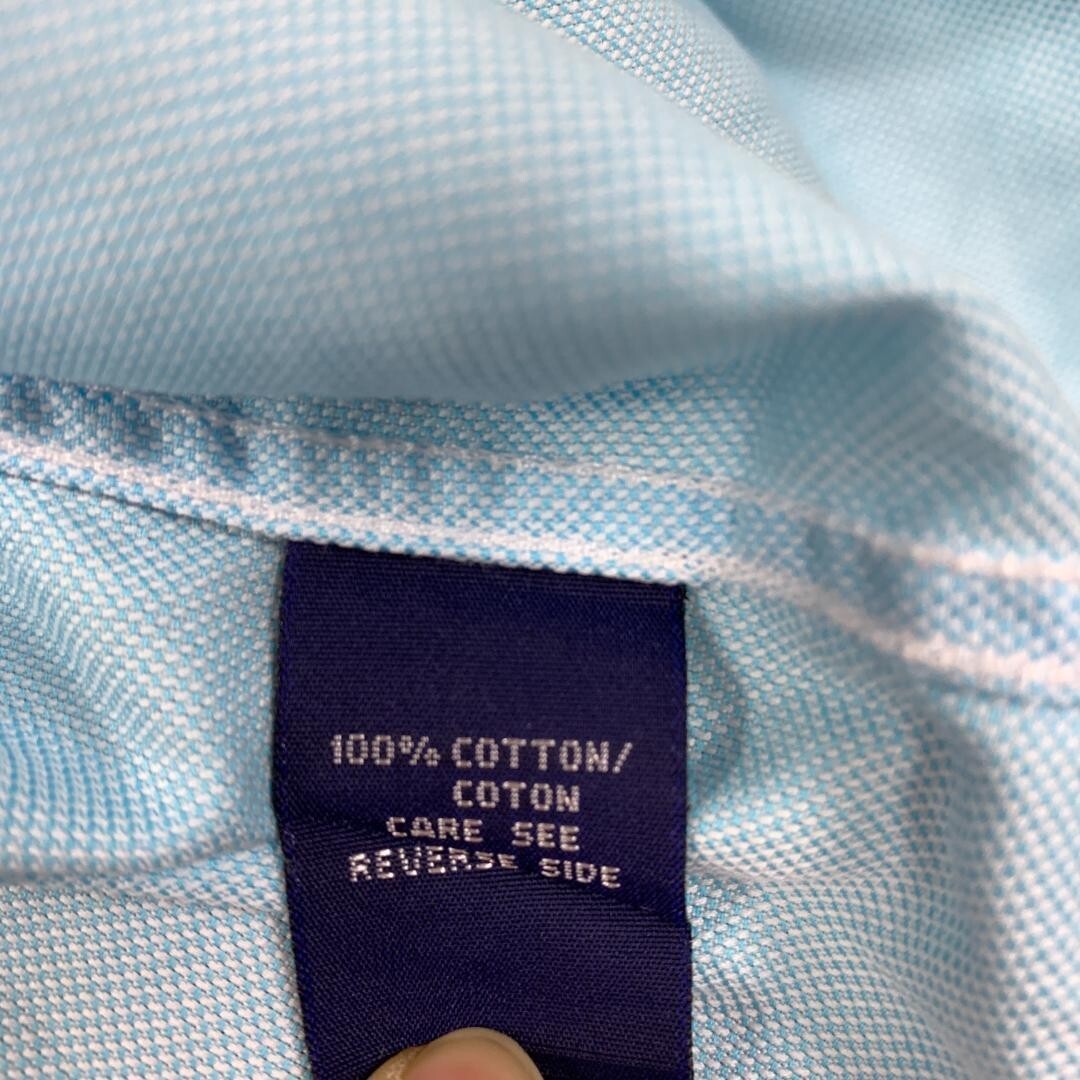 100% COTTON/
COTON
CARE SEE
REVERSE SIDE